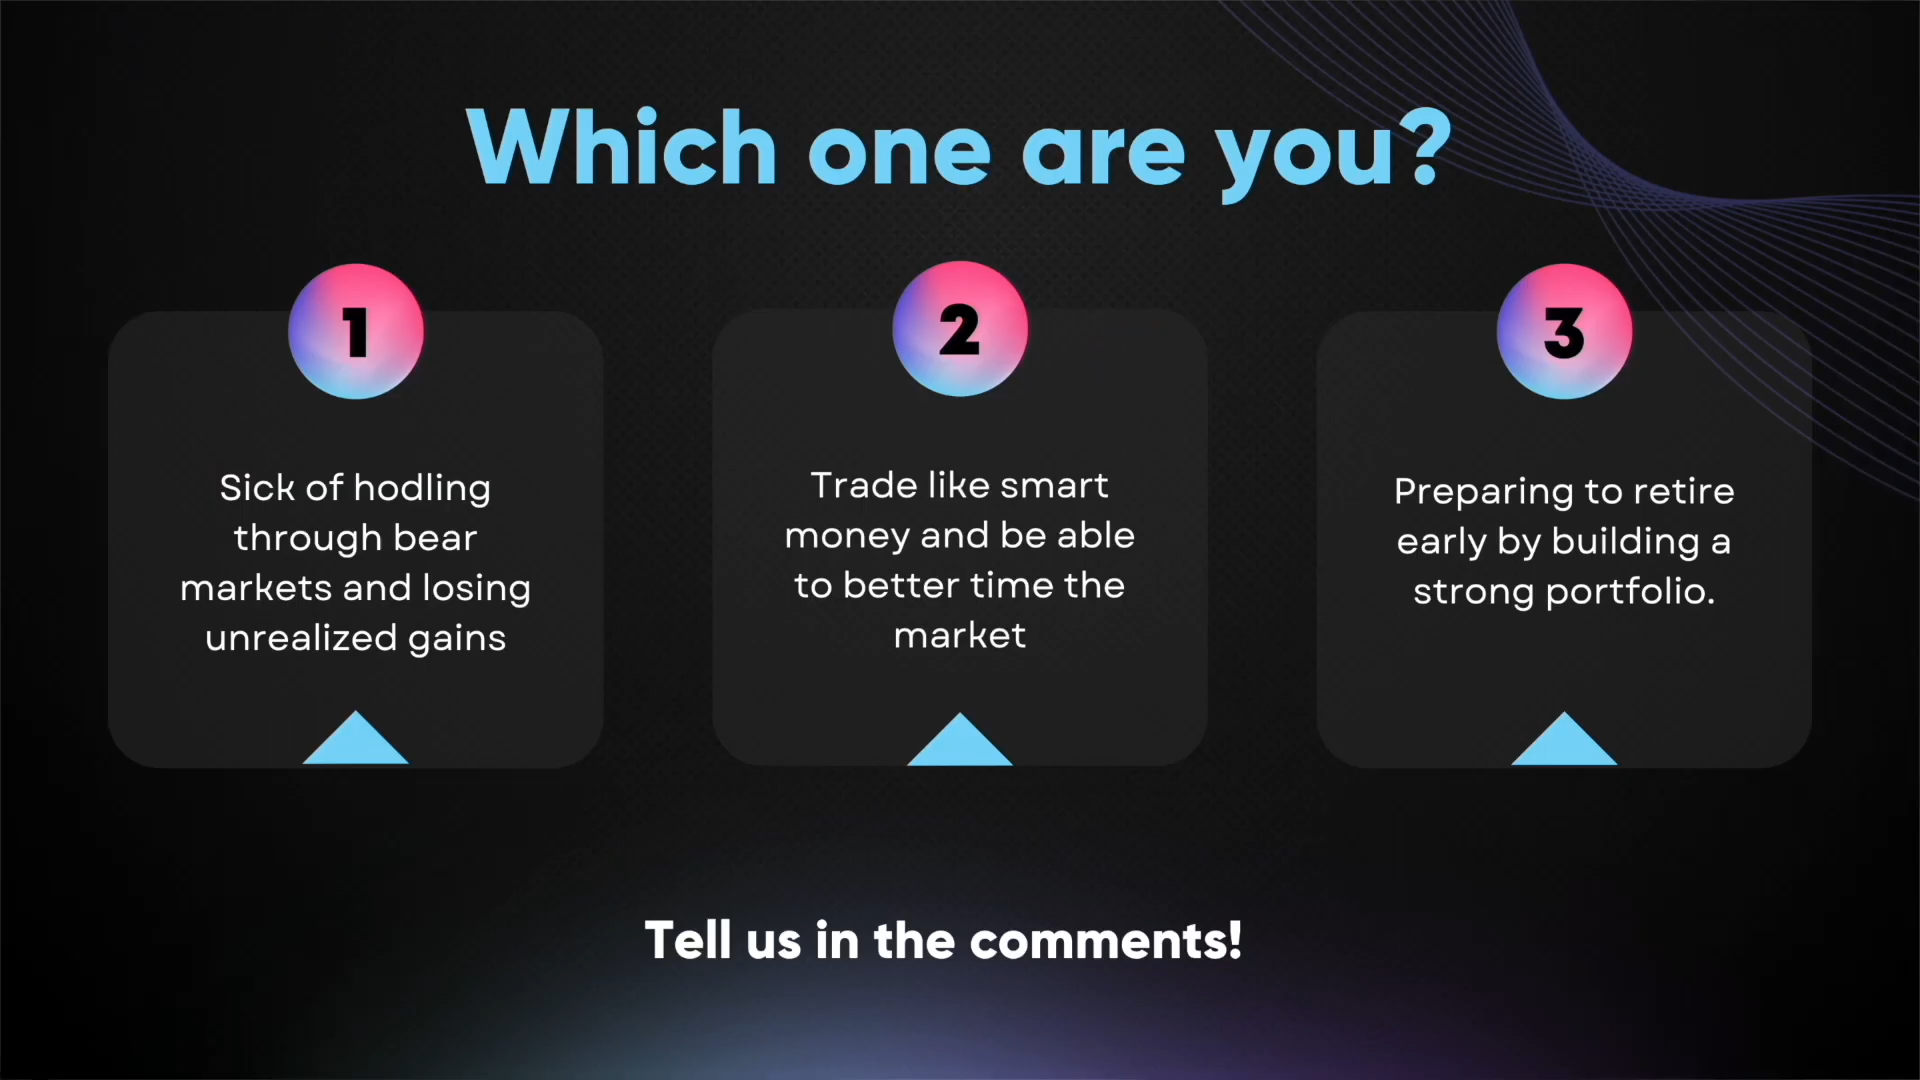 Which one are you?
1
Sick of hodling
through bear
markets and losing
unrealized gains
2
Trade like smart
money and be able
to better time the
market
3
Preparing to retire
early by building a
strong portfolio.
Tell us in the comments!